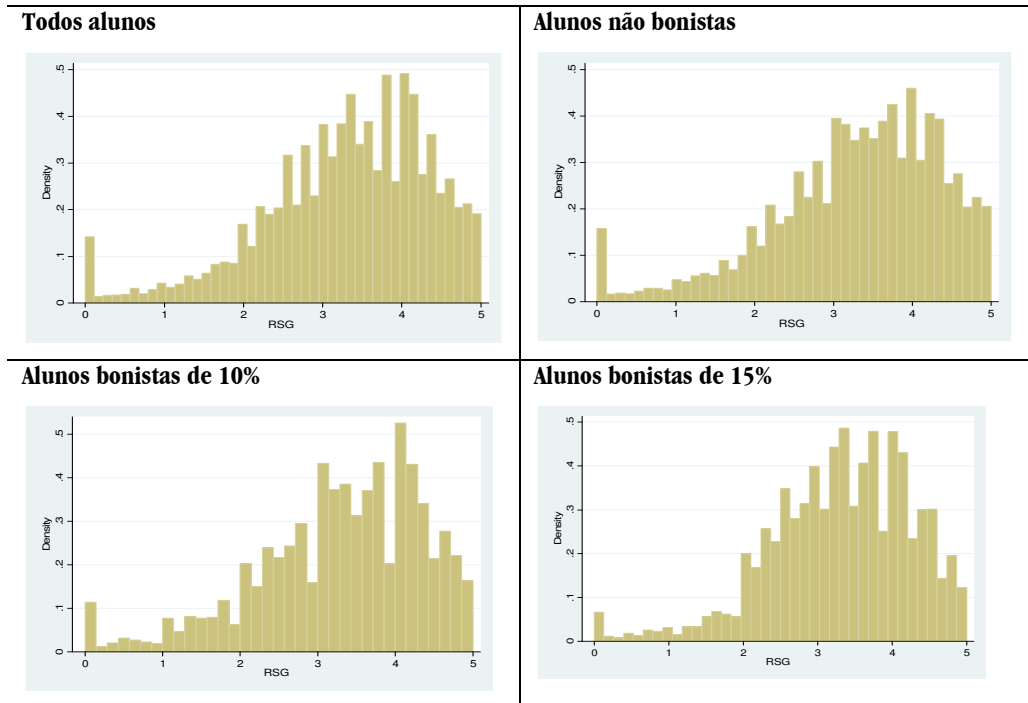 Todos alunos
.5
.4
.3
.2
.1
0
Density
0 1 2 3 4 5
RSG
Alunos não bonistas
.5
.4
.3
.2
.1
0
Density
0 1 2 3 4 5
RSG
Alunos bonistas de 10%
.5
.4
.3
.2
.1
0
Density
0 1 2 3 4 5
RSG
Alunos bonistas de 15%
.5
.4
.3
.2
.1
0
Density
0 1 2 3 4 5
RSG